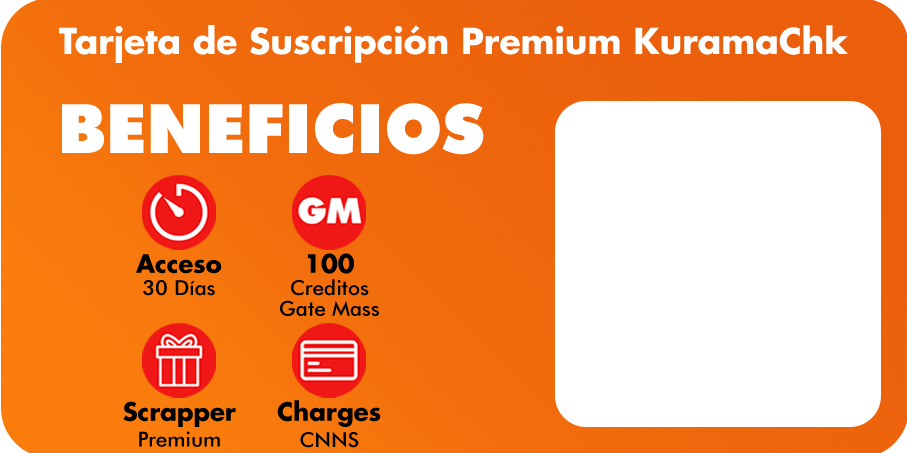 Tarjeta de Suscripción Premium KuramaChk
BENEFICIOS
GM
Acceso
30 Días
100
Creditos
Gate Mass
Scrapper
Premium
Charges
CNNS